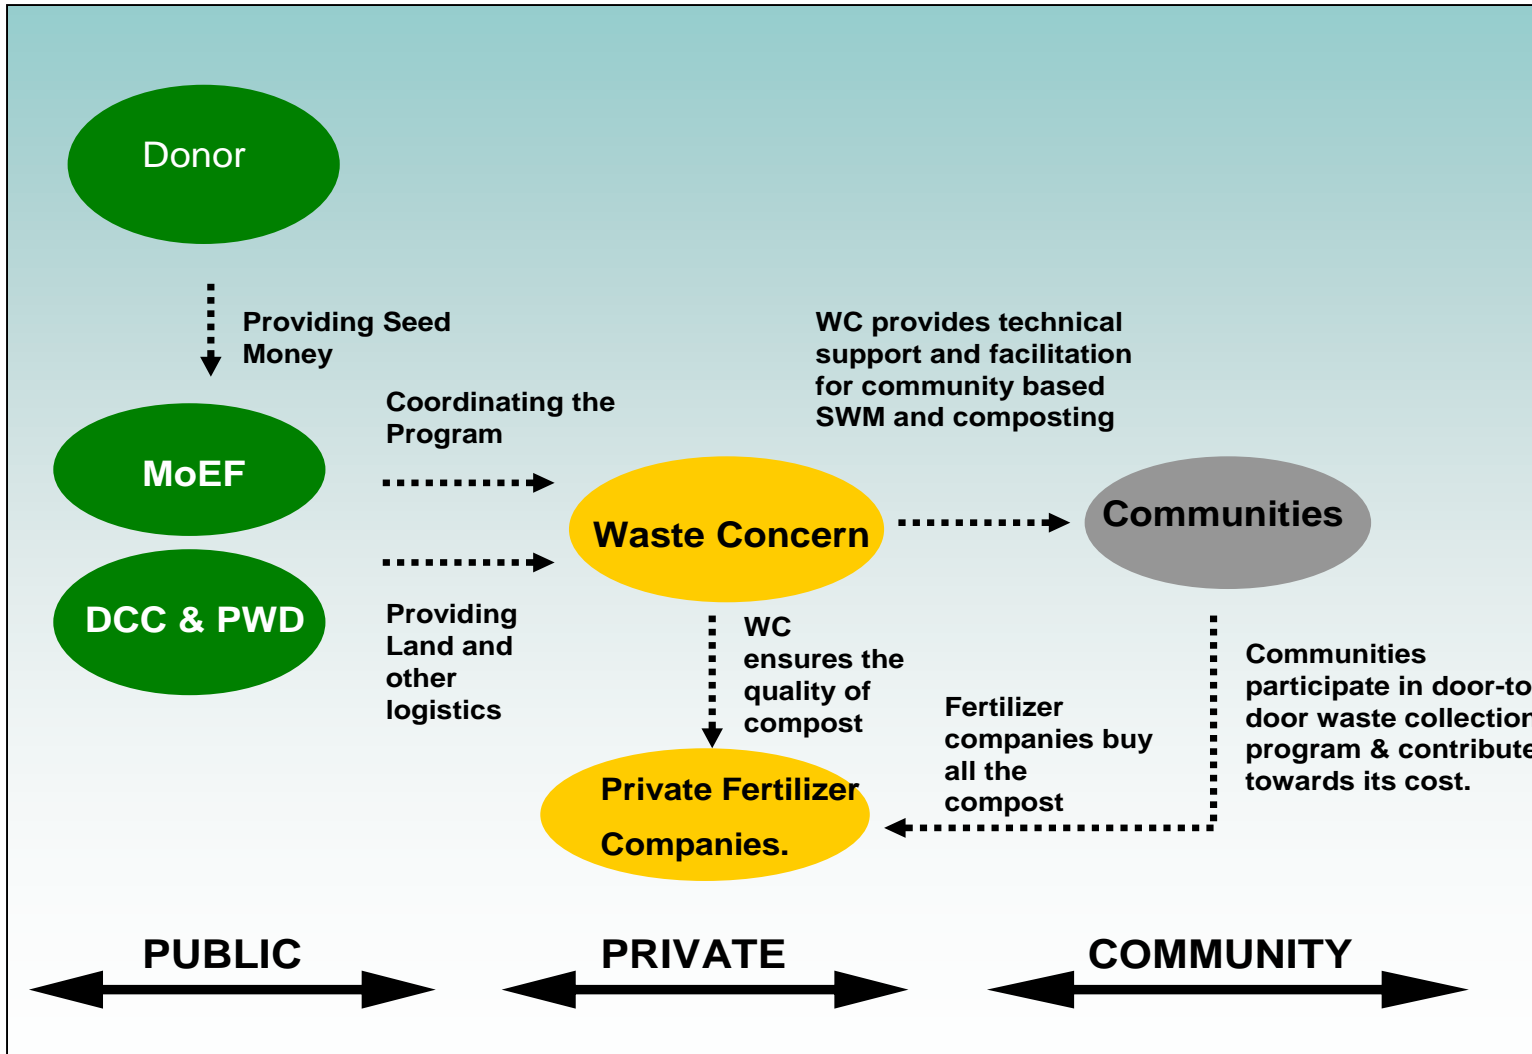 Donor
Providing Seed
Money
WC provides technical
support and facilitation
for community based
SWM and composting
Coordinating the
Program
MoEF
Waste Concern
Communities
DCC & PWD
Providing
Land and
other
logistics
WC
ensures the
quality of
compost
Fertilizer
companies buy
all the
compost
Communities
participate in door-to
door waste collection
program & contribute
towards its cost.
Private Fertilizer
Companies.
PUBLIC
PRIVATE
COMMUNITY